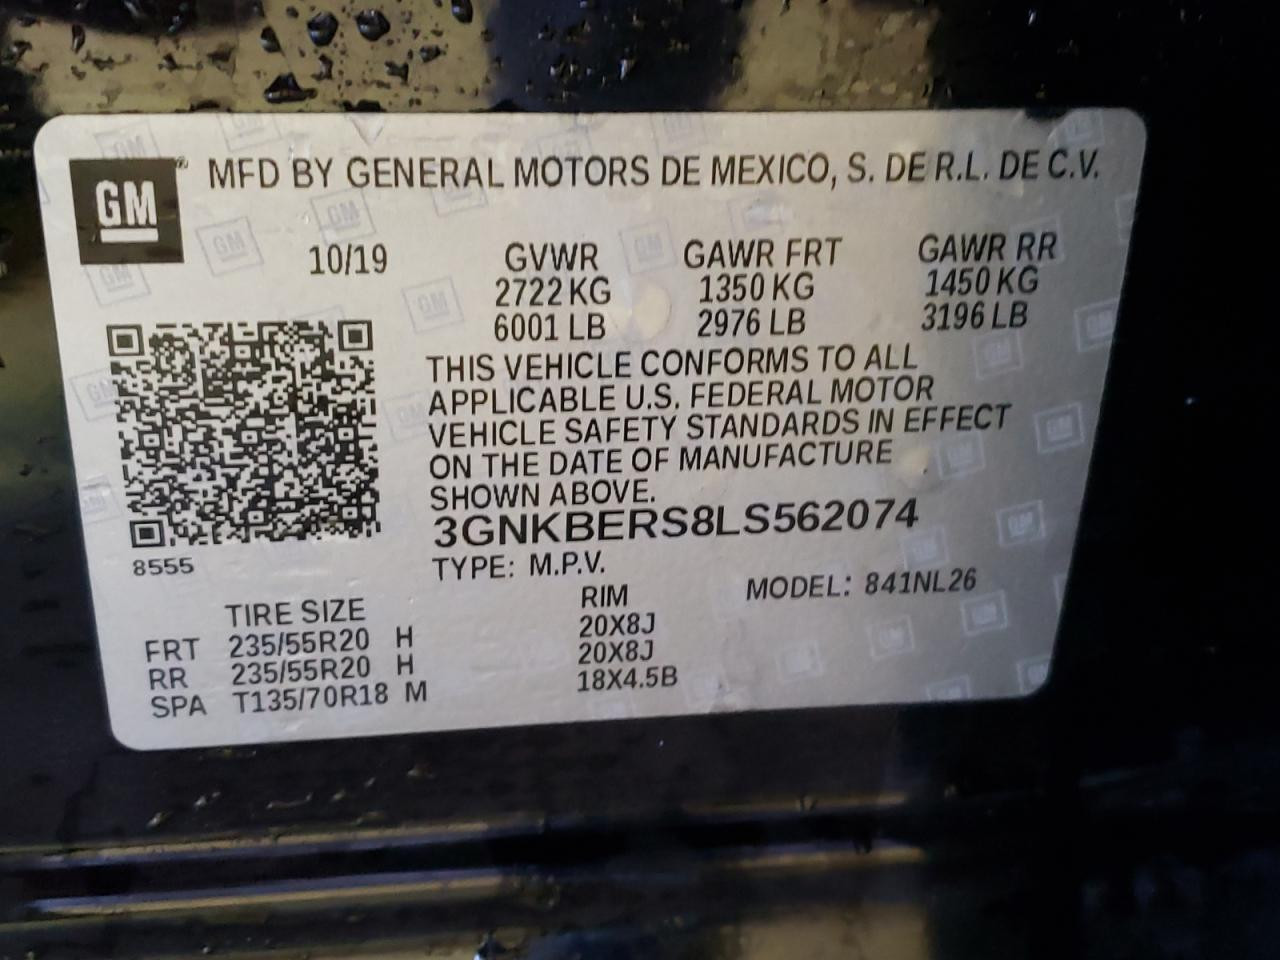 GM
MFD BY GENERAL MOTORS DE MEXICO, S. DE R.L. DE C.V.
10/19 GVWR GAWR FRT GAWR RR
2722 KG 1350 KG 1450 KG
6001 LB 2976 LB 3196 LB
THIS VEHICLE CONFORMS TO ALL
APPLICABLE U.S. FEDERAL MOTOR
VEHICLE SAFETY STANDARDS IN EFFECT
ON THE DATE OF MANUFACTURE
SHOWN ABOVE.
3GNKBERS8LS562074
8555
TYPE: M.P.V. MODEL: 841NL26
TIRE SIZE RIM
FRT 235/55R20 H 20X8J
RR 235/55R20 H 20X8J
SPA T135/70R18 M 18X4.5B